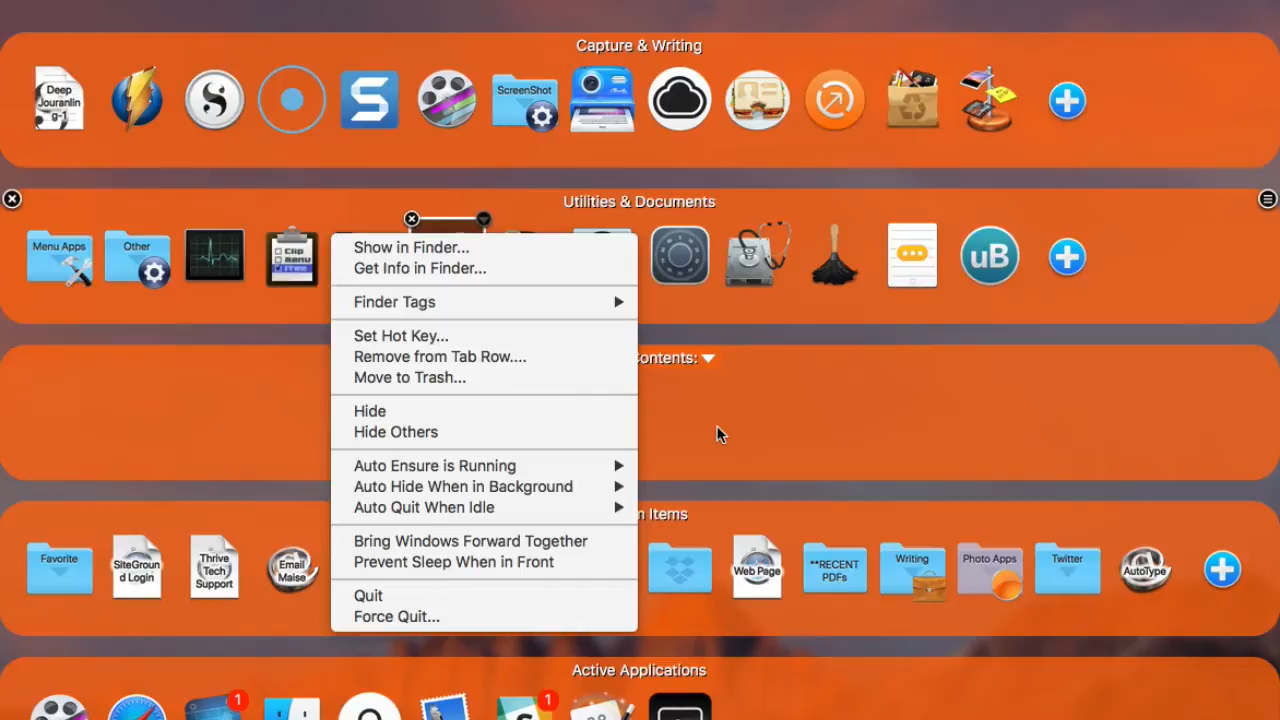 Capture & Writing
Deep
Jouranlin
g-1
ScreenShot
Utilities & Documents
Menu Apps
Other
Clip
menu
ITEMS
uB
Show in Finder...
Get Info in Finder...
Finder Tags
Set Hot Key...
Remove from Tab Row....
Move to Trash...
Hide
Hide Others
Auto Ensure is Running
Auto Hide When in Background
Auto Quit When Idle
Bring Windows Forward Together
Prevent Sleep When in Front
Quit
Force Quit...
Contents:
Items
Favorite
SiteGroun
d Login
Thrive
Tech
Support
Email
Maise
Web Page
**RECENT
PDFs
Writing
Photo Apps
Twitter
AutoType
Active Applications
1
1